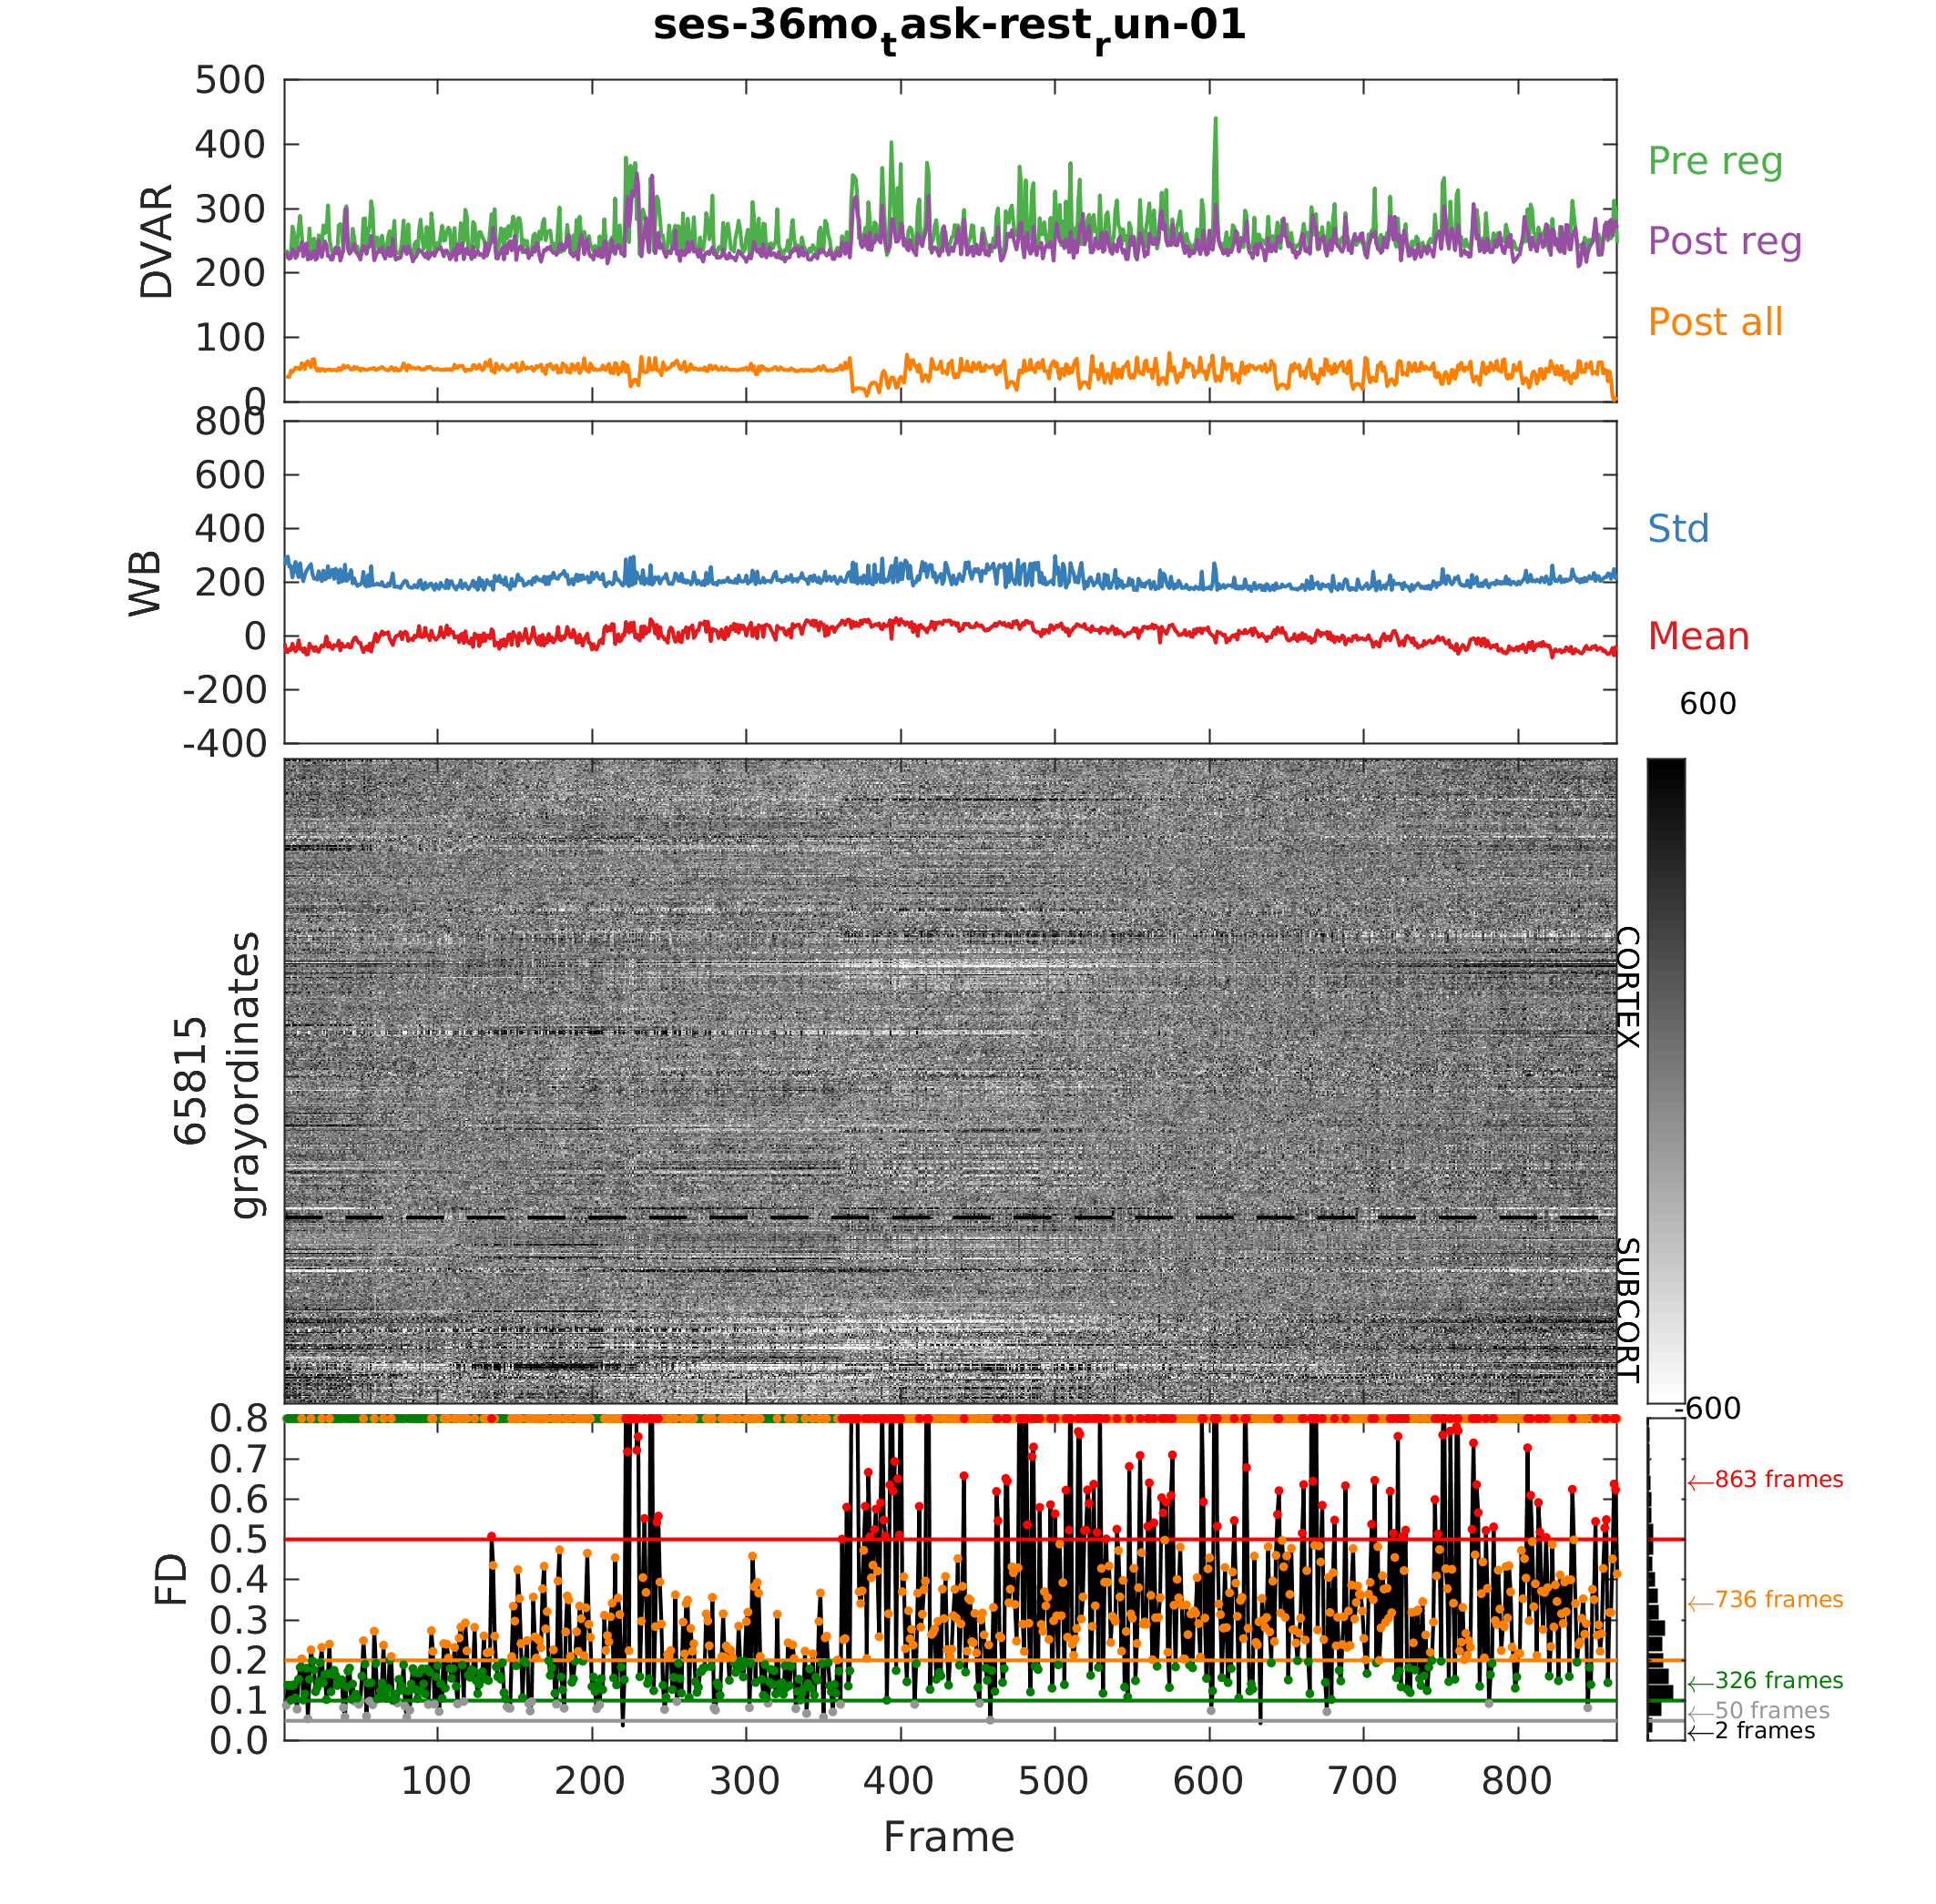 ses-36mo_task-rest_run-01
500
400
300
200
100
0
DVAR
Pre reg
Post reg
Post all
800
600
400
200
0
-200
-400
WB
Std
Mean
600
65815
grayordinates
CORTEX
SUBCORT
-600
0.8
0.7
0.6
0.5
0.4
0.3
0.2
0.1
0.0
FD
←863 frames
←736 frames
←326 frames
←50 frames
←2 frames
100 200 300 400 500 600 700 800
Frame